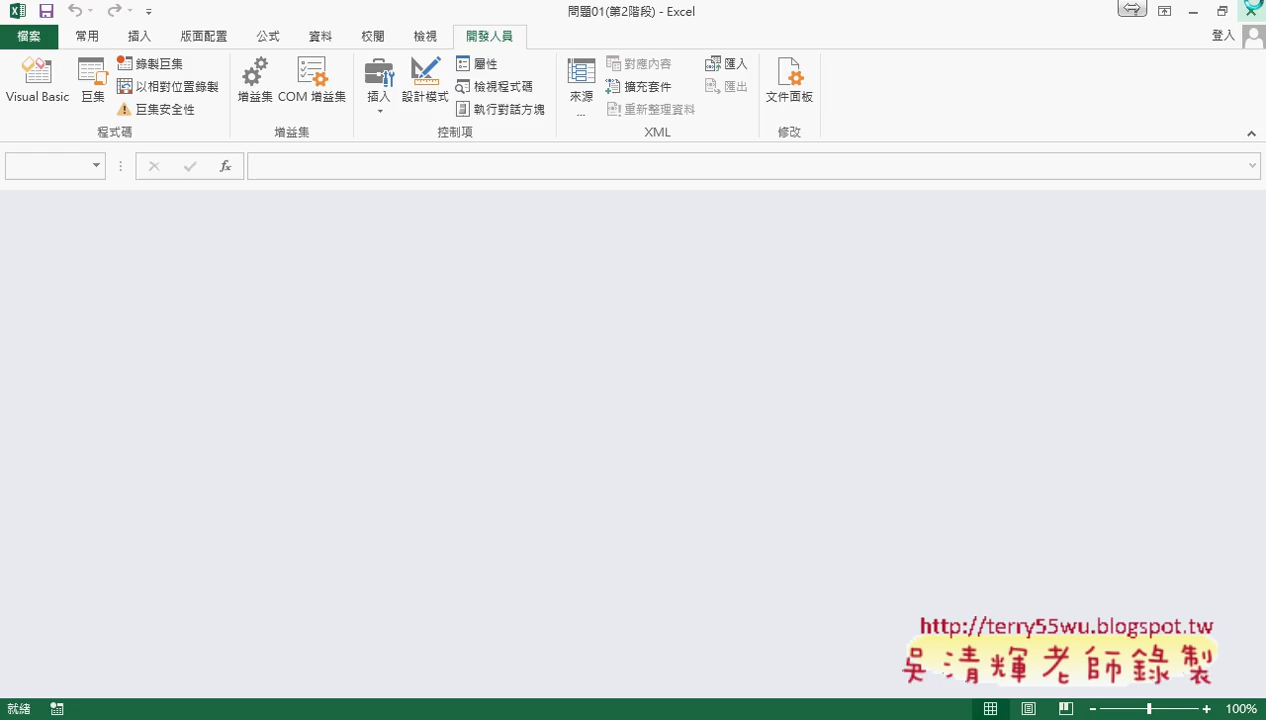 問題01(第2階段) - Excel
檔案 常用 插入 版面配置 公式 資料 校閱 檢視 開發人員 登入
Visual Basic 巨集 錄製巨集 以相對位置錄製 巨集安全性
增益集 COM 增益集
插入 設計模式 屬性 檢視程式碼 執行對話方塊
來源 ... 對應內容 擴充套件 重新整理資料 匯入 匯出
文件面板
程式碼 增益集 控制項 XML 修改
fx
http://terry55wu.blogspot.tw
吳清輝老師錄製
就緒 100%